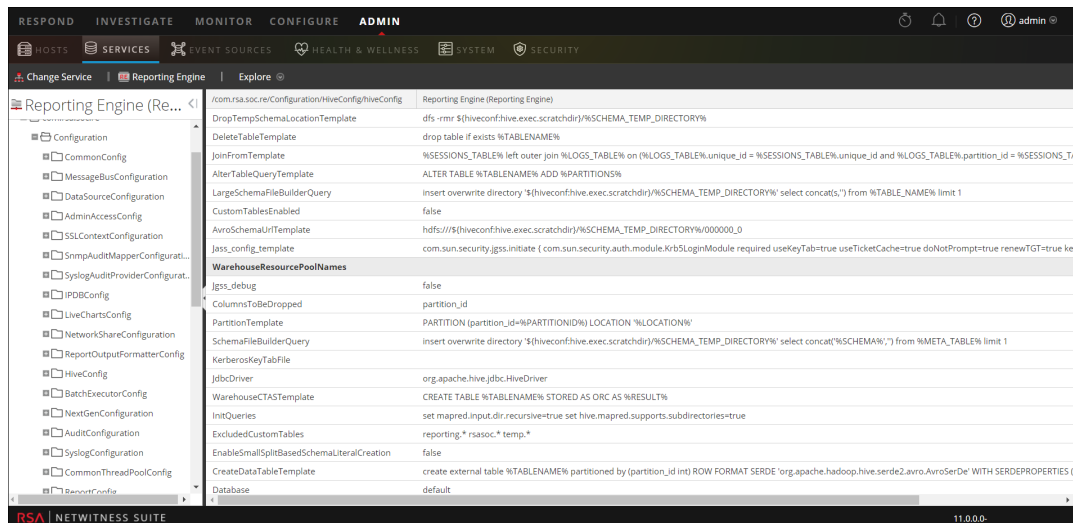 RESPOND INVESTIGATE MONITOR CONFIGURE ADMIN
admin
HOSTS SERVICES EVENT SOURCES HEALTH & WELLNESS SYSTEM SECURITY
Change Service | Reporting Engine | Explore
Reporting Engine (Re...
Configuration
CommonConfig
MessageBusConfiguration
DataSourceConfiguration
AdminAccessConfig
SSLContextConfiguration
SnmpAuditMapperConfigurati...
SyslogAuditProviderConfigurat...
IPDBConfig
LiveChartsConfig
NetworkShareConfiguration
ReportOutputFormatterConfig
HiveConfig
BatchExecutorConfig
NextGenConfiguration
AuditConfiguration
SyslogConfiguration
CommonThreadPoolConfig
ReportConfig
/com.rsa.soc.re/Configuration/HiveConfig/hiveConfig Reporting Engine (Reporting Engine)
DropTempSchemaLocationTemplate dfs -rmr ${hiveconf:hive.exec.scratchdir}/%SCHEMA_TEMP_DIRECTORY%
DeleteTableTemplate drop table if exists %TABLENAME%
JoinFromTemplate %SESSIONS_TABLE% left outer join %LOGS_TABLE% on (%LOGS_TABLE%.unique_id = %SESSIONS_TABLE%.unique_id and %LOGS_TABLE%.partition_id = %SESSIONS_TA
AlterTableQueryTemplate ALTER TABLE %TABLENAME% ADD %PARTITIONS%
LargeSchemaFileBuilderQuery insert overwrite directory '${hiveconf:hive.exec.scratchdir}/%SCHEMA_TEMP_DIRECTORY%' select concat(s,'') from %TABLE_NAME% limit 1
CustomTablesEnabled false
AvroSchemaUrlTemplate hdfs:///${hiveconf:hive.exec.scratchdir}/%SCHEMA_TEMP_DIRECTORY%/000000_0
Jass_config_template com.sun.security.jgss.initiate { com.sun.security.auth.module.Krb5LoginModule required useKeyTab=true useTicketCache=true doNotPrompt=true renewTGT=true ke
WarehouseResourcePoolNames
Jgss_debug false
ColumnsToBeDropped partition_id
PartitionTemplate PARTITION (partition_id=%PARTITIONID%) LOCATION '%LOCATION%'
SchemaFileBuilderQuery insert overwrite directory '${hiveconf:hive.exec.scratchdir}/%SCHEMA_TEMP_DIRECTORY%' select concat('%SCHEMA%','') from %META_TABLE% limit 1
KerberosKeyTabFile
JdbcDriver org.apache.hive.jdbc.HiveDriver
WarehouseCTASTemplate CREATE TABLE %TABLENAME% STORED AS ORC AS %RESULT%
InitQueries set mapred.input.dir.recursive=true set hive.mapred.supports.subdirectories=true
ExcludedCustomTables reporting.* rsasoc.* temp.*
EnableSmallSplitBasedSchemaLiteralCreation false
CreateDataTableTemplate create external table %TABLENAME% partitioned by (partition_id int) ROW FORMAT SERDE 'org.apache.hadoop.hive.serde2.avro.AvroSerDe' WITH SERDEPROPERTIES (
Database default
RSA | NETWITNESS SUITE 11.0.0.0-